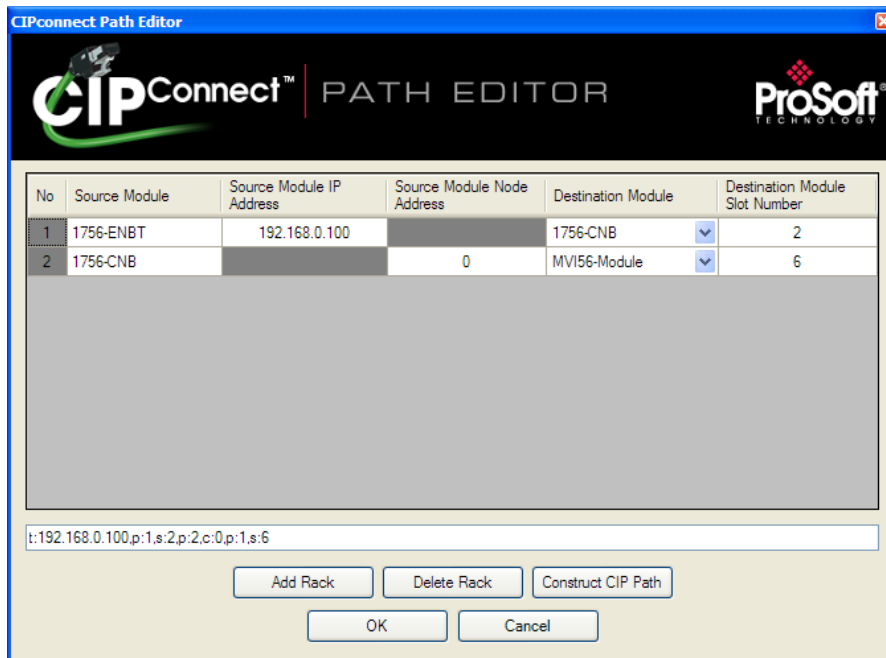 CIPconnect Path Editor
CIPConnect™ PATH EDITOR
ProSoft®
TECHNOLOGY
No Source Module Source Module IP Address Source Module Node Address Destination Module Destination Module Slot Number
1 1756-ENBT 192.168.0.100 1756-CNB 2
2 1756-CNB 0 MVI56-Module 6
t:192.168.0.100,p:1,s:2,p:2,c:0,p:1,s:6
Add Rack Delete Rack Construct CIP Path
OK Cancel